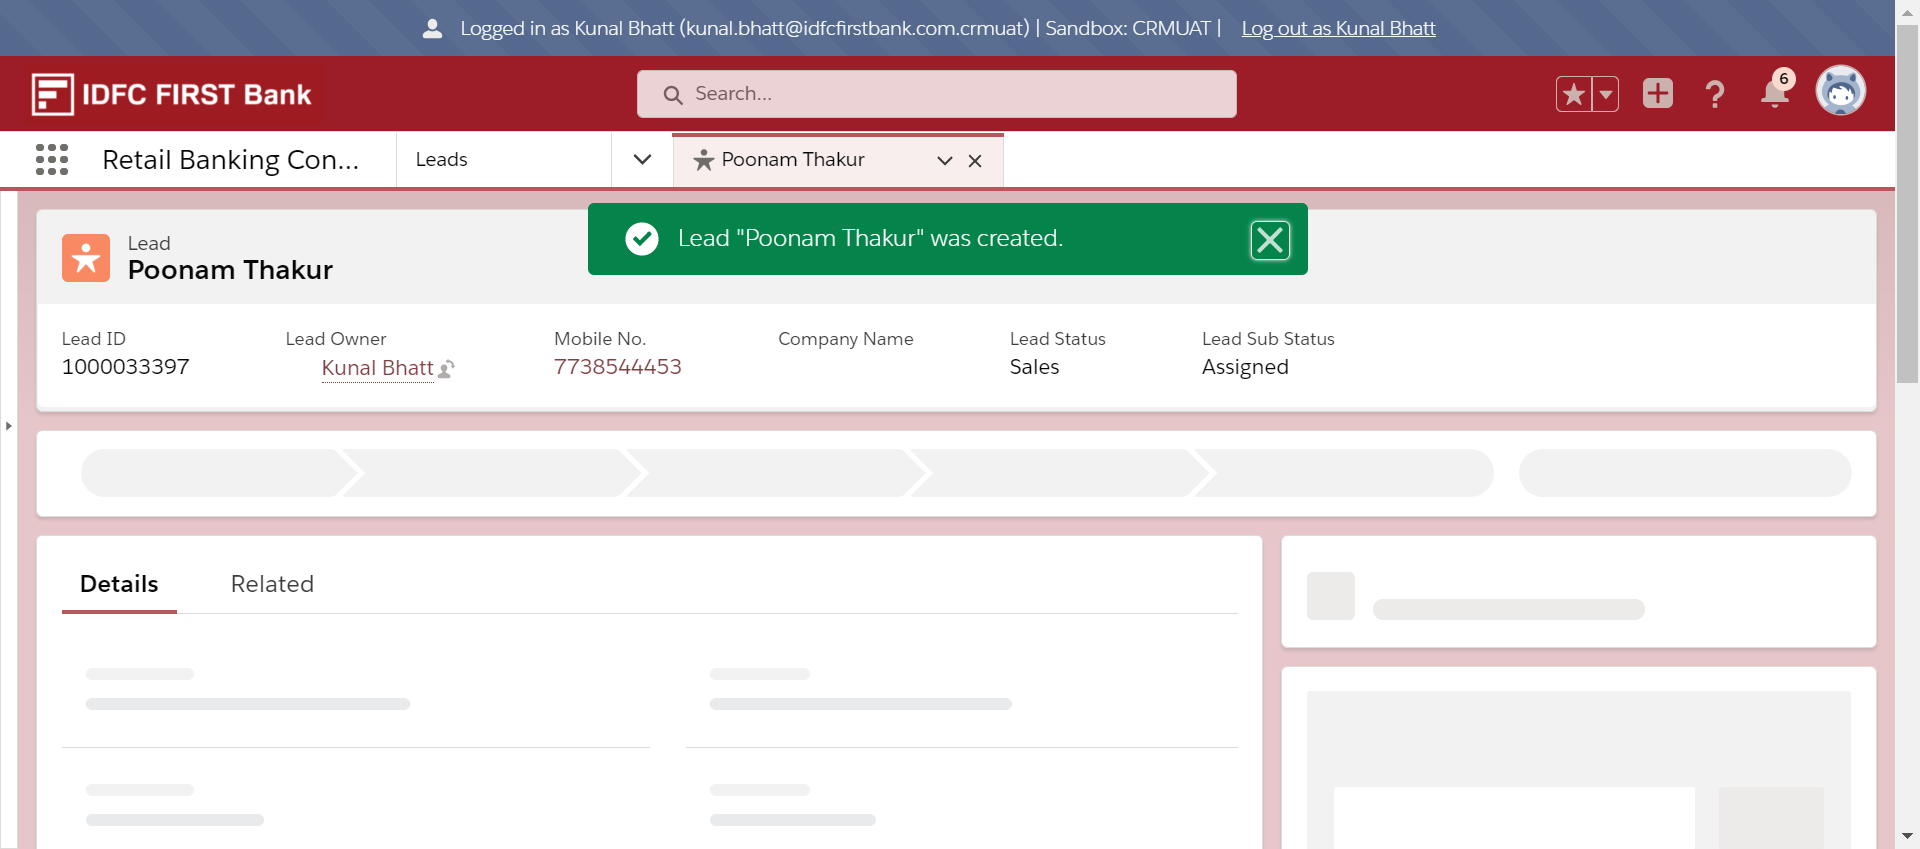 Logged in as Kunal Bhatt (kunal.bhatt@idfcfirstbank.com.crmuat) | Sandbox: CRMUAT | Log out as Kunal Bhatt
IDFC FIRST Bank
Search...
6
Retail Banking Con...
Leads
Poonam Thakur
Lead "Poonam Thakur" was created.
Lead
Poonam Thakur
Lead ID
1000033397
Lead Owner
Kunal Bhatt
Mobile No.
7738544453
Company Name
Lead Status
Sales
Lead Sub Status
Assigned
Details
Related